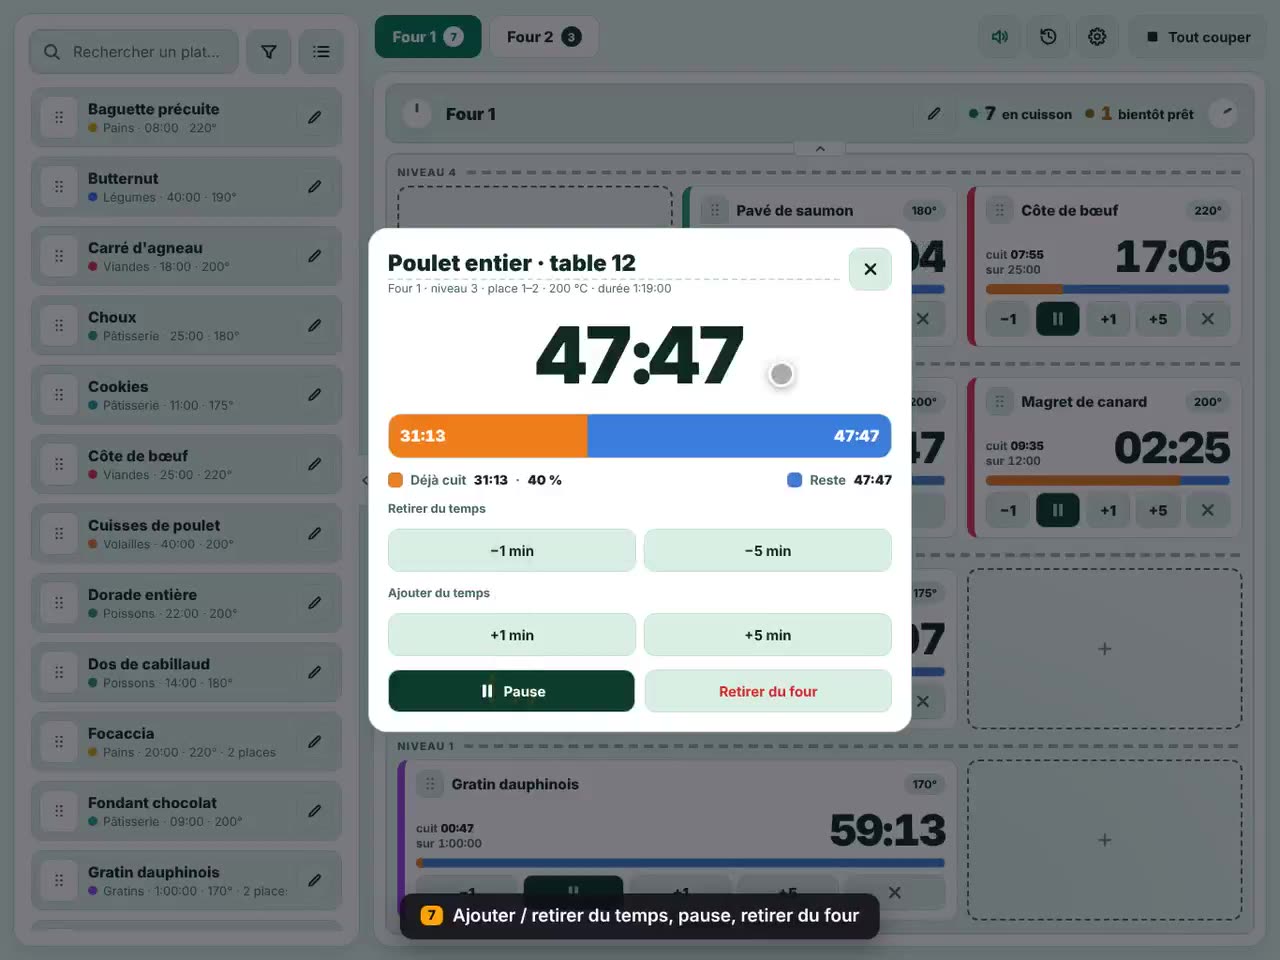 Rechercher un plat...
Baguette précuite
Pains · 08:00 · 220°
Butternut
Légumes · 40:00 · 190°
Carré d'agneau
Viandes · 18:00 · 200°
Choux
Pâtisserie · 25:00 · 180°
Cookies
Pâtisserie · 11:00 · 175°
Côte de bœuf
Viandes · 25:00 · 220°
Cuisses de poulet
Volailles · 40:00 · 200°
Dorade entière
Poissons · 22:00 · 200°
Dos de cabillaud
Poissons · 14:00 · 180°
Focaccia
Pains · 20:00 · 220° · 2 places
Fondant chocolat
Pâtisserie · 09:00 · 200°
Gratin dauphinois
Gratins · 1:00:00 · 170° · 2 place
Four 1 7
Four 2 3
Tout couper
Four 1
7 en cuisson 1 bientôt prêt
NIVEAU 4
Pavé de saumon 180°
04
Côte de bœuf 220°
cuit 07:55
sur 25:00
17:05
−1 +1 +5
Poulet entier · table 12
Four 1 · niveau 3 · place 1–2 · 200 °C · durée 1:19:00
47:47
31:13 47:47
Déjà cuit 31:13 · 40 %
Reste 47:47
Retirer du temps
−1 min −5 min
Ajouter du temps
+1 min +5 min
Pause Retirer du four
200°
47
Magret de canard 200°
cuit 09:35
sur 12:00
02:25
−1 +1 +5
175°
07
+
NIVEAU 1
Gratin dauphinois 170°
cuit 00:47
sur 1:00:00
59:13
−1 +1 +5
+
7 Ajouter / retirer du temps, pause, retirer du four